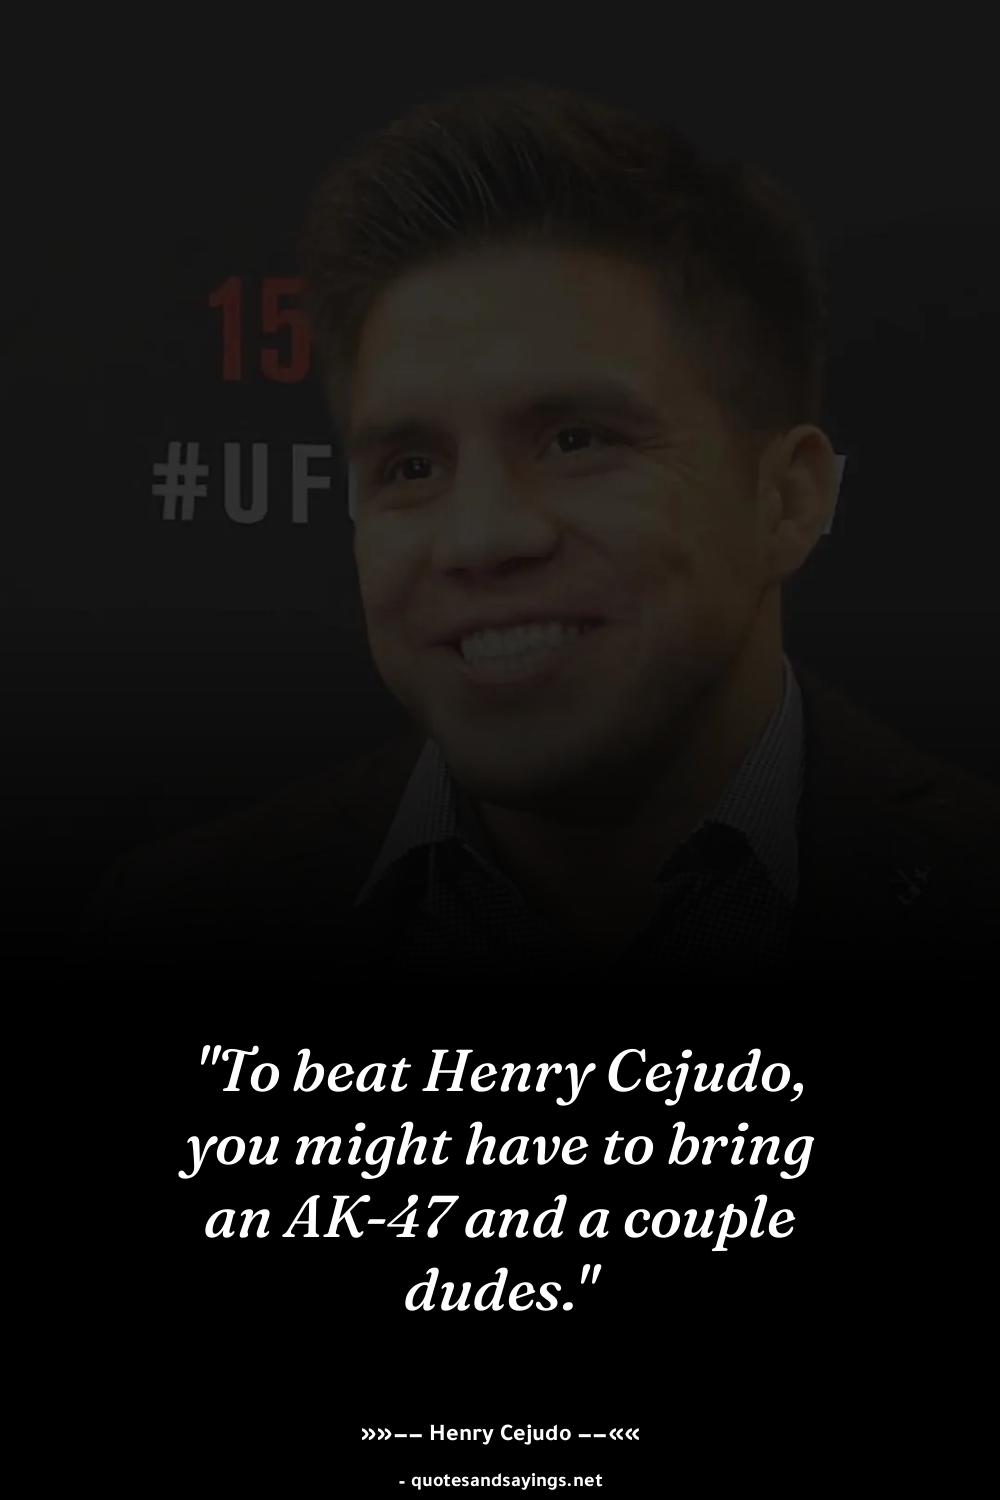 15
#UF
"To beat Henry Cejudo,
you might have to bring
an AK-47 and a couple
dudes."
»»−− Henry Cejudo −−««
- quotesandsayings.net